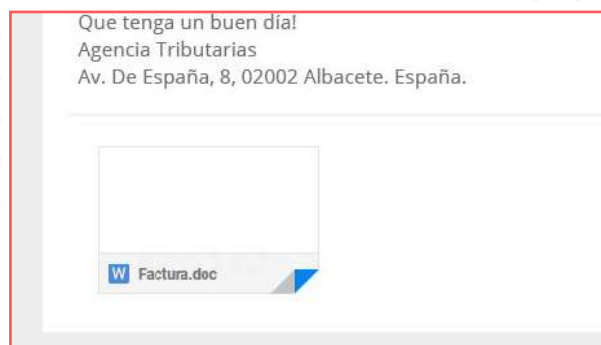 Que tenga un buen día!
Agencia Tributarias
Av. De España, 8, 02002 Albacete. España.
W Factura.doc